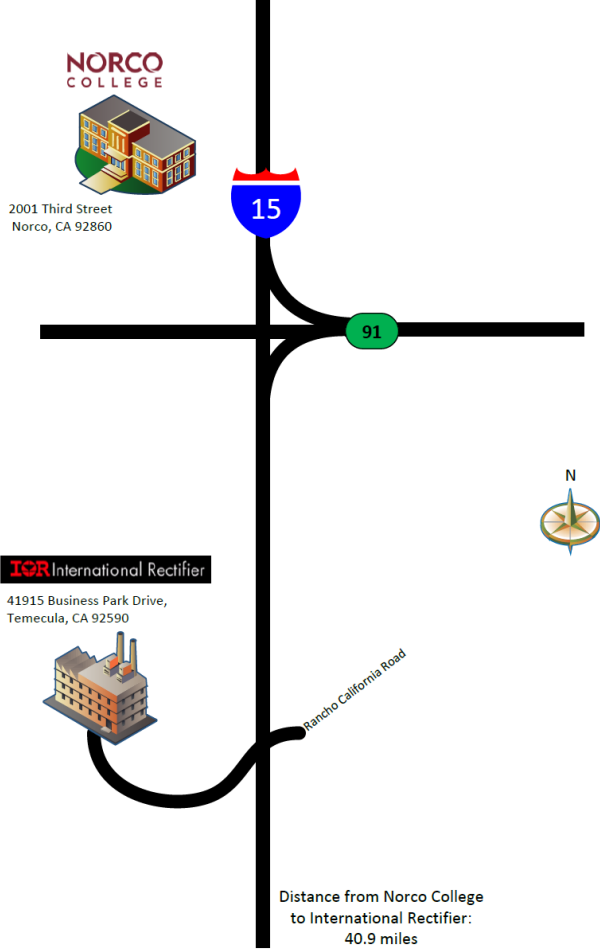 NORCO
COLLEGE
2001 Third Street
Norco, CA 92860
15
91
N
IOR International Rectifier
41915 Business Park Drive,
Temecula, CA 92590
Rancho California Road
Distance from Norco College
to International Rectifier:
40.9 miles